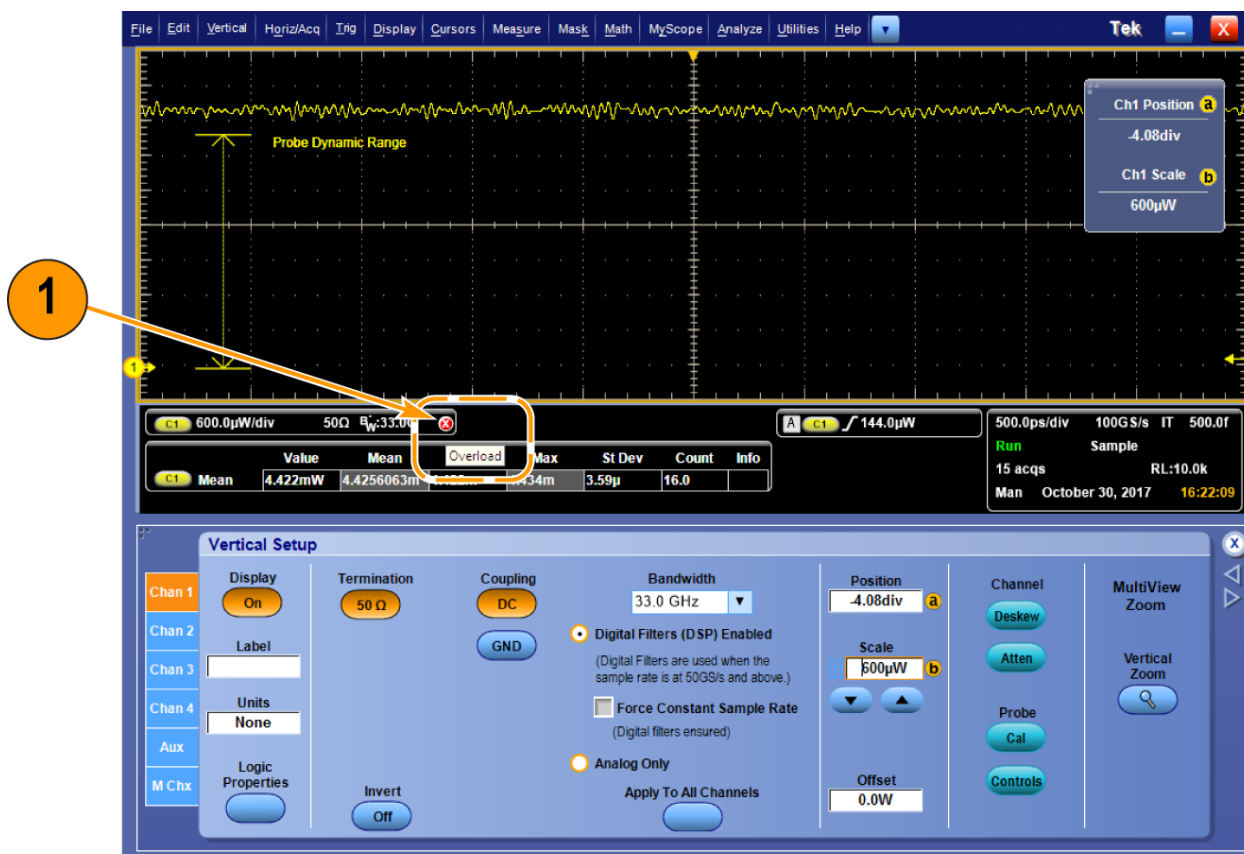 File Edit Vertical Horiz/Acq Trig Display Cursors Measure Mask Math MyScope Analyze Utilities Help Tek X
Ch1 Position a
-4.08div
Ch1 Scale b
600µW
Probe Dynamic Range
1
1
C1 600.0µW/div 50Ω BW:33.0G
A C1 144.0µW
500.0ps/div 100GS/s IT 500.0f
Run Sample
15 acqs RL:10.0k
Man October 30, 2017 16:22:09
Value Mean Overload Max St Dev Count Info
C1 Mean 4.422mW 4.4256063m 3.59µ 16.0
Vertical Setup
X
Chan 1
Chan 2
Chan 3
Chan 4
Aux
M Chx
Display
On
Label
Units
None
Logic
Properties
Termination
50 Ω
Invert
Off
Coupling
DC
GND
Bandwidth
33.0 GHz
Digital Filters (DSP) Enabled
(Digital Filters are used when the
sample rate is at 50GS/s and above.)
Force Constant Sample Rate
(Digital filters ensured)
Analog Only
Apply To All Channels
Position
-4.08div a
Scale
600µW b
Offset
0.0W
Channel
Deskew
Atten
Probe
Cal
Controls
MultiView
Zoom
Vertical
Zoom